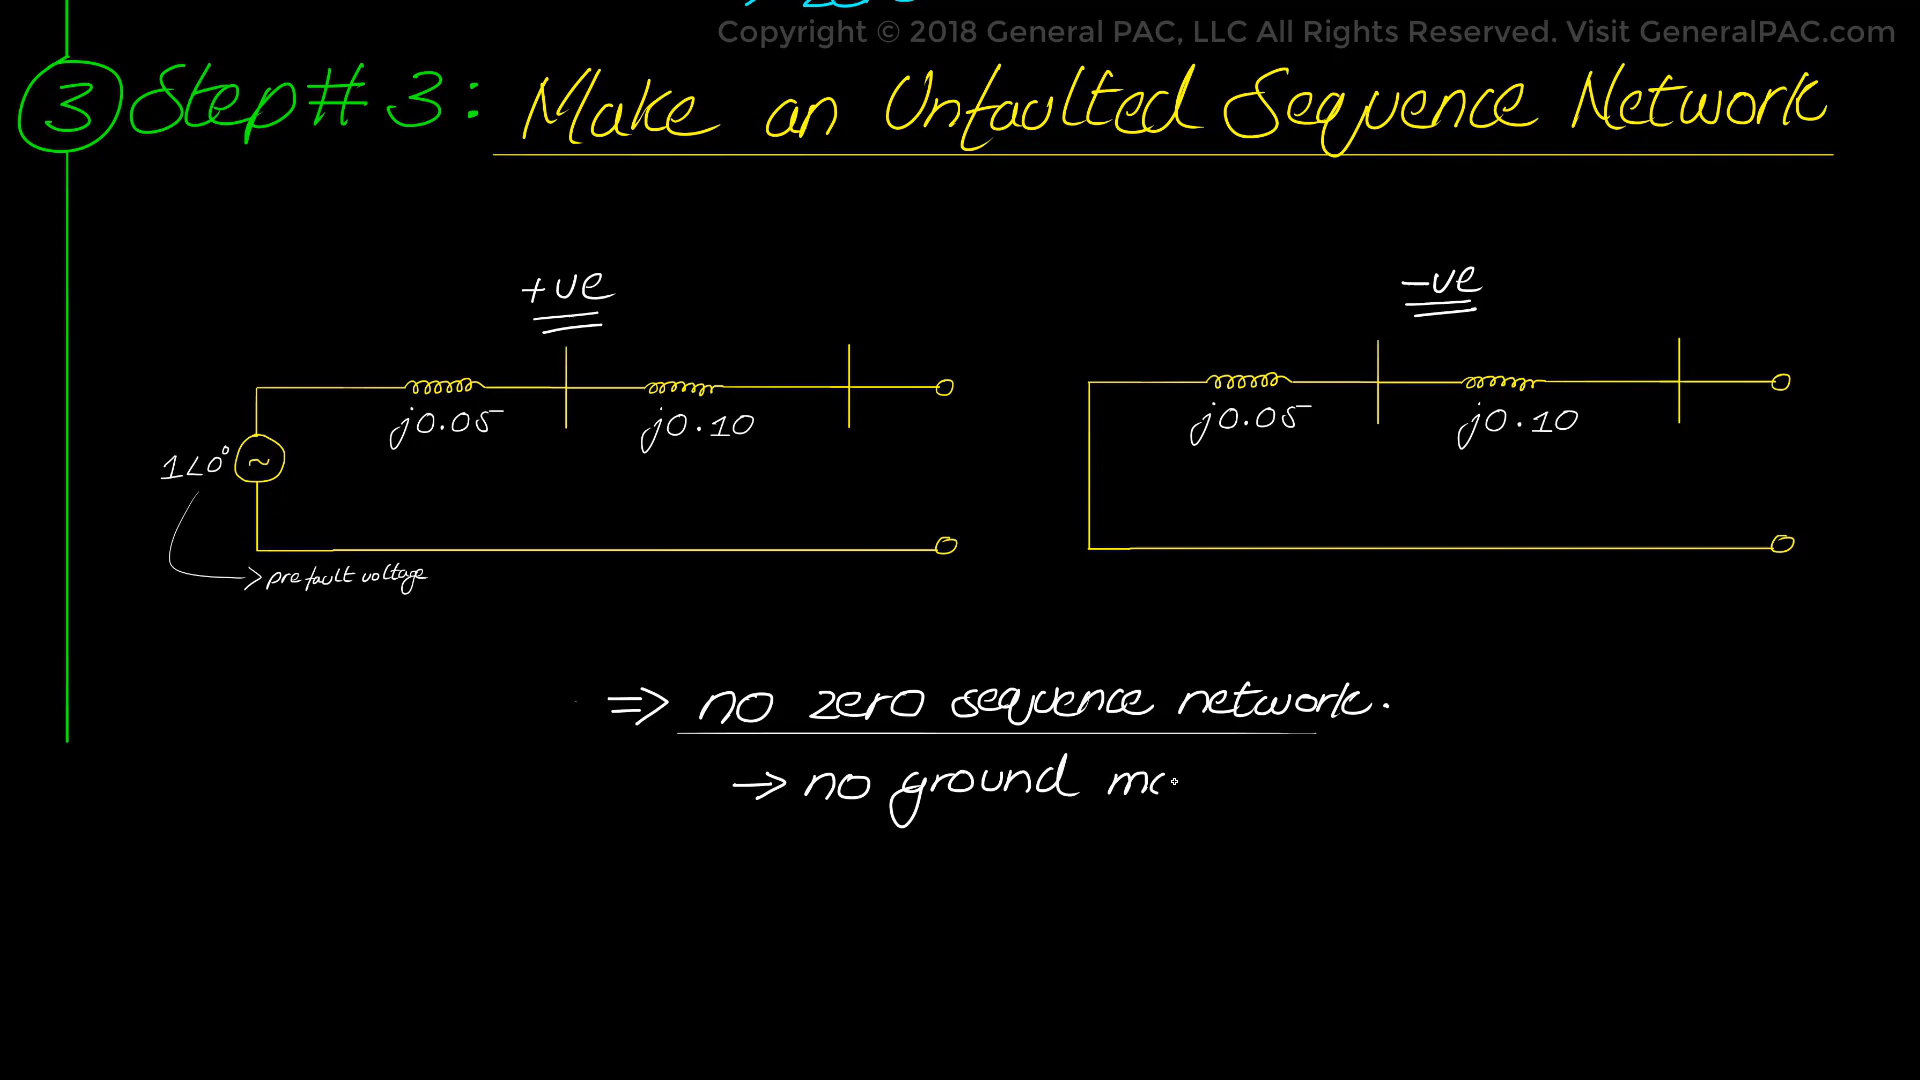 Copyright © 2018 General PAC, LLC All Rights Reserved. Visit GeneralPAC.com
3 Step# 3: Make an Unfaulted Sequence Network
+ve
-ve
j0.05
j0.10
j0.05
j0.10
1∠0°
prefault voltage
⇒ no zero sequence network.
→ no ground